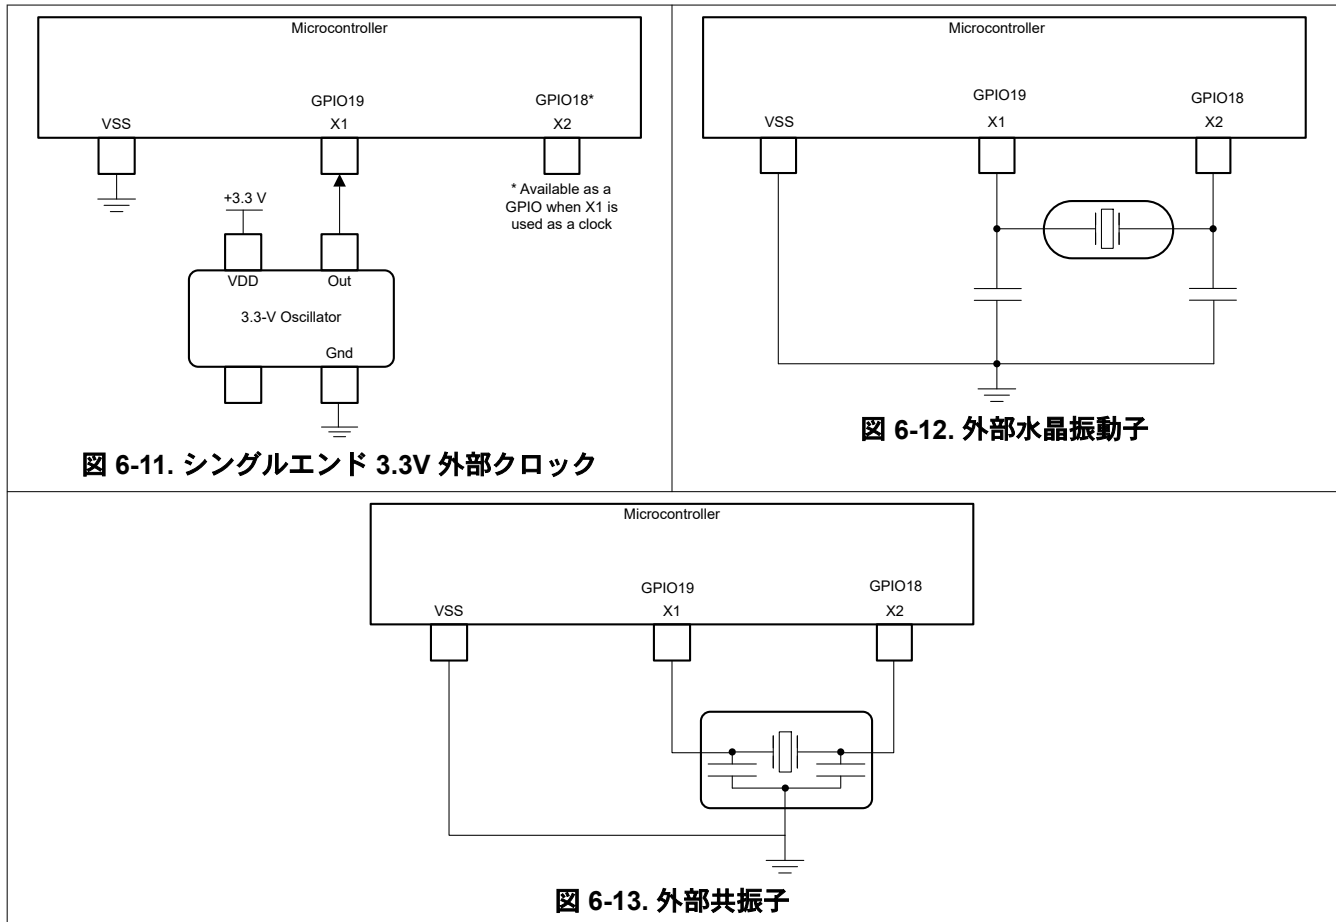 Microcontroller
GPIO19
GPIO18*
VSS
X1
X2
* Available as a
GPIO when X1 is
used as a clock
+3.3 V
VDD
Out
3.3-V Oscillator
Gnd
図 6-11. シングルエンド 3.3V 外部クロック
Microcontroller
GPIO19
GPIO18
VSS
X1
X2
図 6-12. 外部水晶振動子
Microcontroller
GPIO19
GPIO18
VSS
X1
X2
図 6-13. 外部共振子